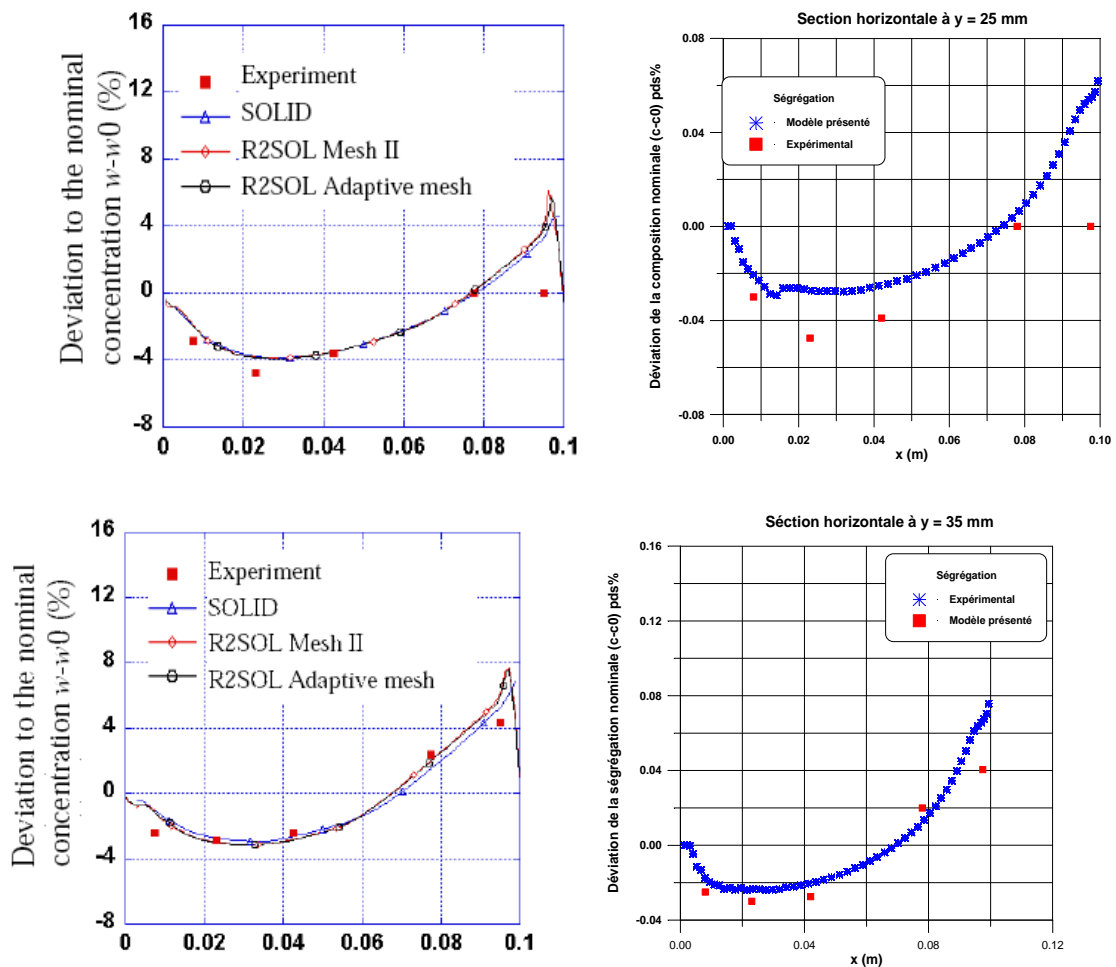 16
12
8
4
0
-4
-8
0
0.02
0.04
0.06
0.08
0.1
Deviation to the nominal
concentration w-w0 (%)
Experiment
SOLID
R2SOL Mesh II
R2SOL Adaptive mesh
Section horizontale à y = 25 mm
0.08
0.04
0.00
-0.04
-0.08
0.00
0.02
0.04
0.06
0.08
0.10
x (m)
Déviation de la composition nominale (c-c0) pds%
Ségrégation
Modèle présenté
Expérimental
16
12
8
4
0
-4
-8
0
0.02
0.04
0.06
0.08
0.1
Deviation to the nominal
concentration w-w0 (%)
Experiment
SOLID
R2SOL Mesh II
R2SOL Adaptive mesh
Séction horizontale à y = 35 mm
0.16
0.12
0.08
0.04
0.00
-0.04
0.00
0.04
0.08
0.12
x (m)
Déviation de la ségrégation nominale (c-c0) pds%
Ségrégation
Expérimental
Modèle présenté